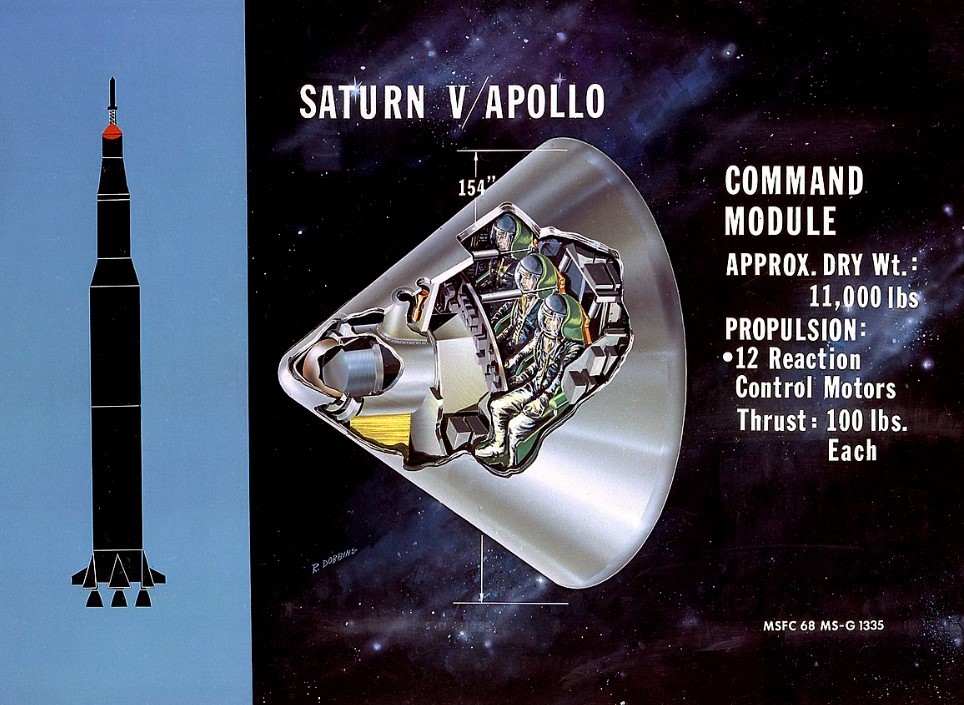 SATURN V/APOLLO
154"
COMMAND
MODULE
APPROX. DRY Wt.:
11,000 lbs
PROPULSION:
•12 Reaction
Control Motors
Thrust: 100 lbs.
Each
R. DOBBINS
MSFC 68 MS-G 1335